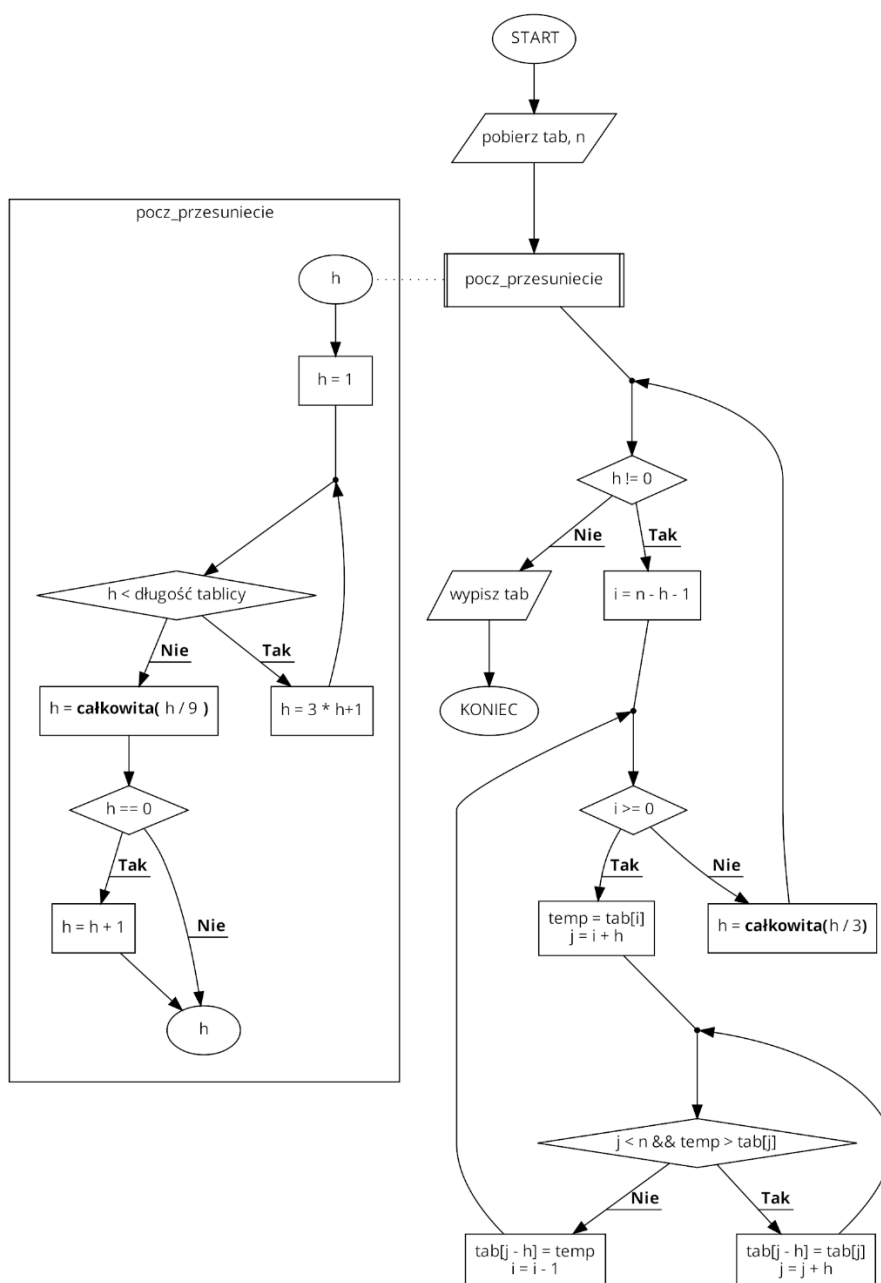 START
pobierz tab, n
pocz_przesuniecie
h
pocz_przesuniecie
h = 1
h != 0
Nie
Tak
h < długość tablicy
wypisz tab
i = n - h - 1
Nie
Tak
h = całkowita( h / 9 )
h = 3 * h+1
KONIEC
h == 0
i >= 0
Tak
Nie
Tak
Nie
h = h + 1
temp = tab[i]
j = i + h
h = całkowita(h / 3)
h
j < n && temp > tab[j]
Nie
Tak
tab[j - h] = temp
i = i - 1
tab[j - h] = tab[j]
j = j + h